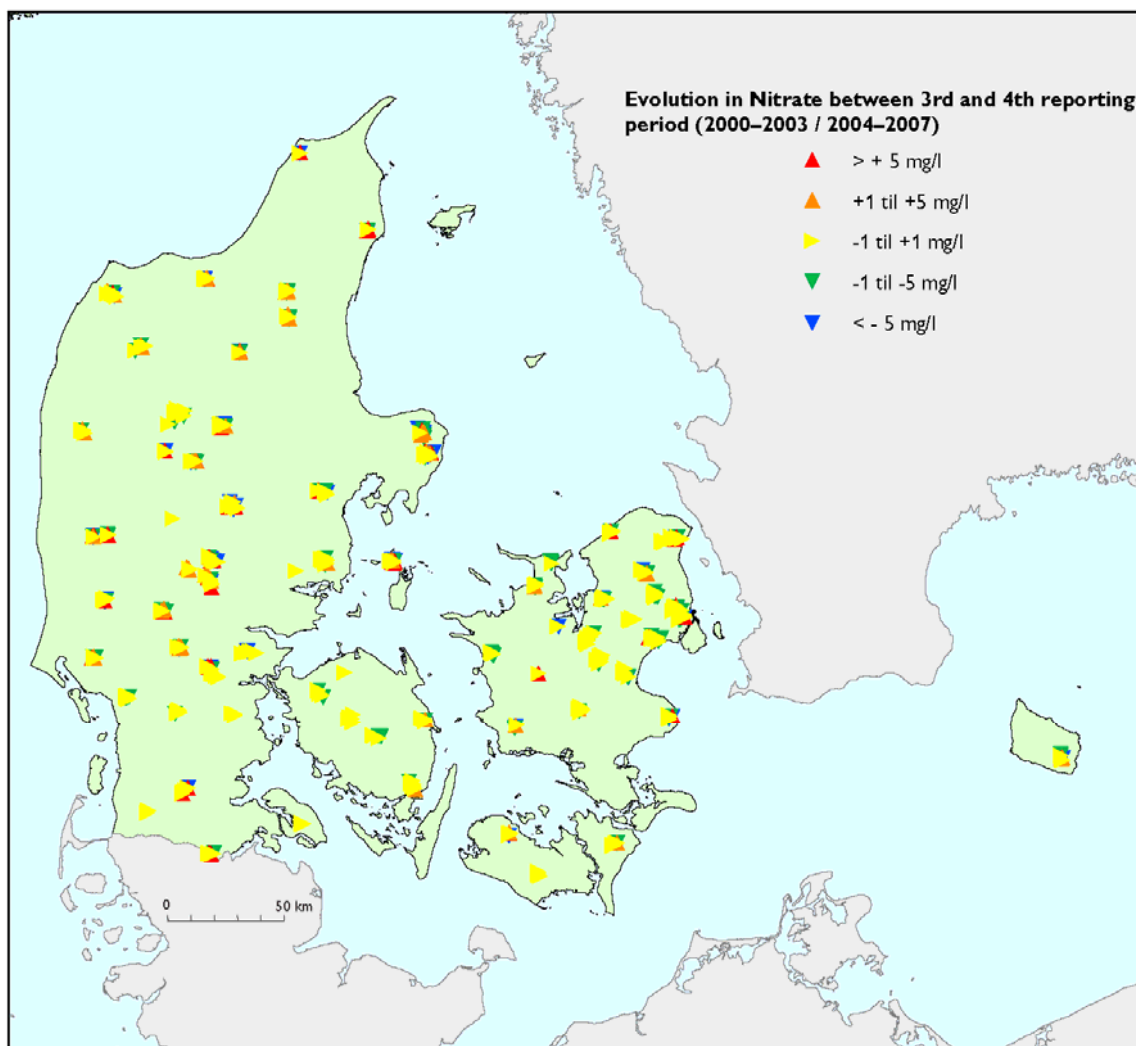 Evolution in Nitrate between 3rd and 4th reporting
period (2000–2003 / 2004–2007)
> + 5 mg/l
+1 til +5 mg/l
-1 til +1 mg/l
-1 til -5 mg/l
< - 5 mg/l
0 50 km